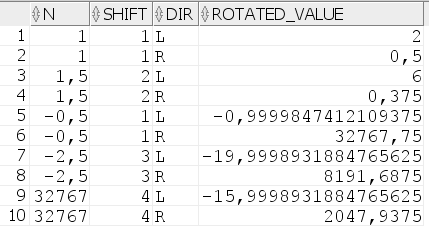 N SHIFT DIR ROTATED_VALUE
1 1 1 L 2
2 1 1 R 0,5
3 1,5 2 L 6
4 1,5 2 R 0,375
5 -0,5 1 L -0,9999847412109375
6 -0,5 1 R 32767,75
7 -2,5 3 L -19,9998931884765625
8 -2,5 3 R 8191,6875
9 32767 4 L -15,9998931884765625
10 32767 4 R 2047,9375